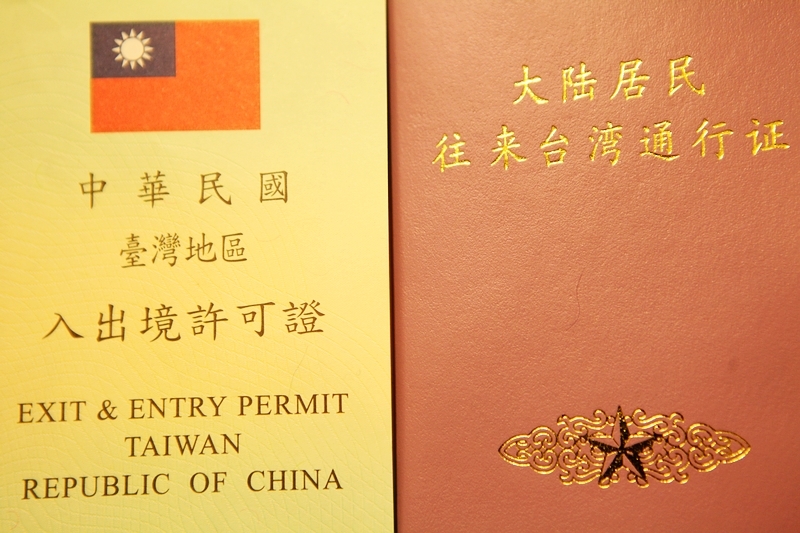 中華民國
臺灣地區
入出境許可證
EXIT & ENTRY PERMIT
TAIWAN
REPUBLIC OF CHINA
大陆居民
往来台湾通行证